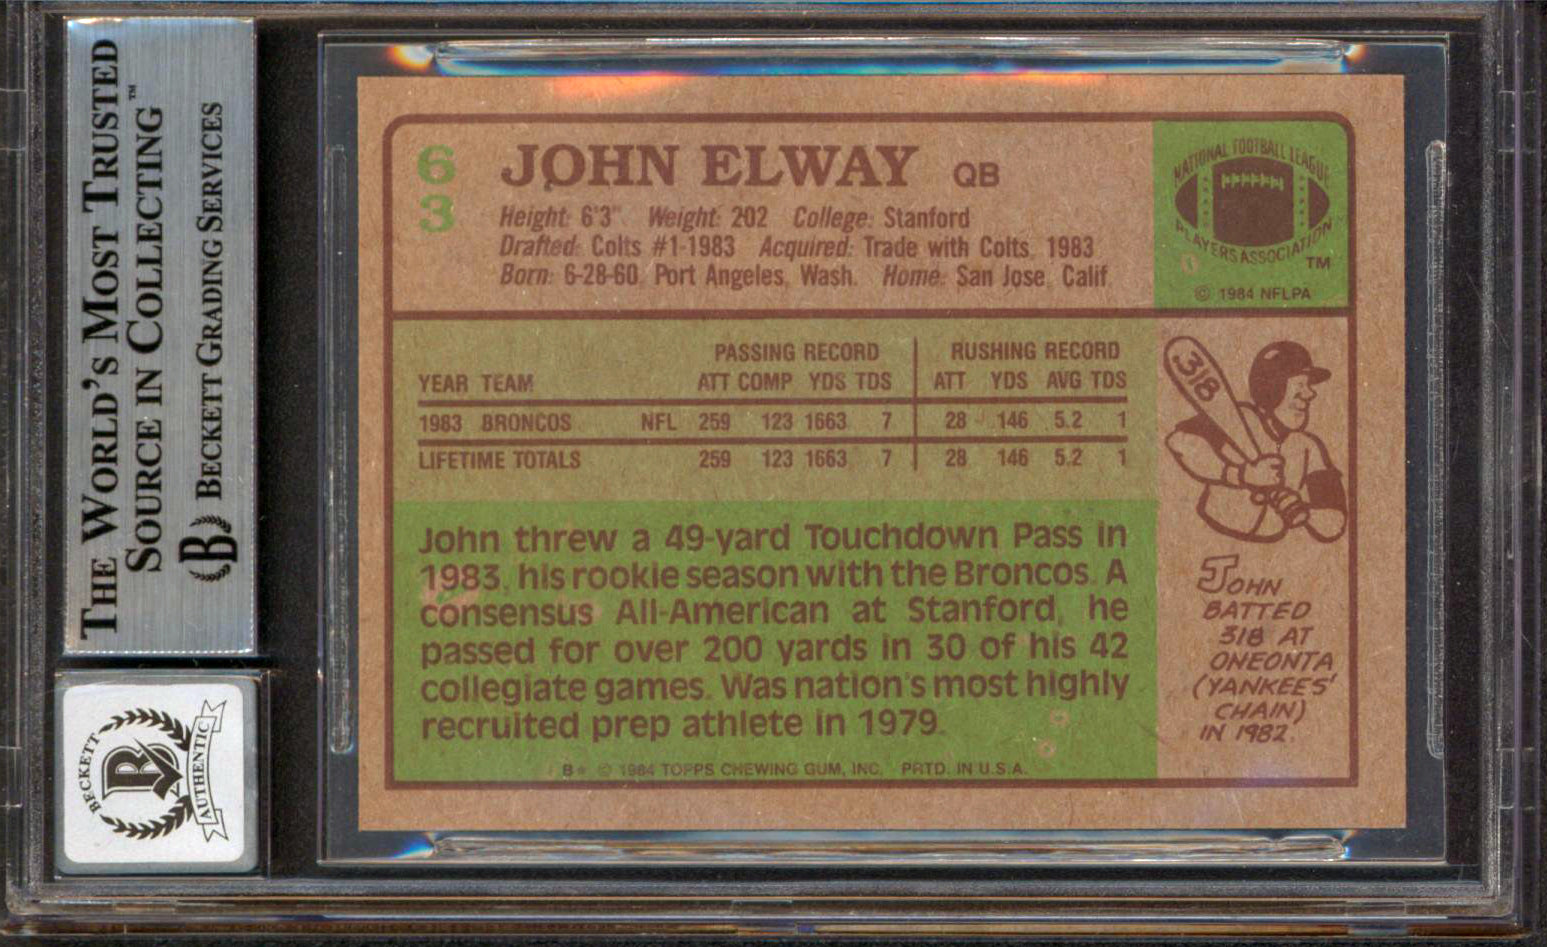 THE WORLD'S MOST TRUSTED
SOURCE IN COLLECTING™
BECKETT GRADING SERVICES
B
BECKETT
B
AUTHENTIC
63
JOHN ELWAY QB
Height: 6'3" Weight: 202 College: Stanford
Drafted: Colts #1-1983 Acquired: Trade with Colts, 1983
Born: 6-28-60, Port Angeles, Wash. Home: San Jose, Calif.
NATIONAL FOOTBALL LEAGUE
PLAYERS ASSOCIATION
TM
© 1984 NFLPA
PASSING RECORD RUSHING RECORD
YEAR TEAM ATT COMP YDS TDS ATT YDS AVG TDS
1983 BRONCOS NFL 259 123 1663 7 28 146 5.2 1
LIFETIME TOTALS 259 123 1663 7 28 146 5.2 1
John threw a 49-yard Touchdown Pass in
1983, his rookie season with the Broncos. A
consensus All-American at Stanford, he
passed for over 200 yards in 30 of his 42
collegiate games. Was nation's most highly
recruited prep athlete in 1979.
318
JOHN
BATTED
318 AT
ONEONTA
(YANKEES'
CHAIN)
IN 1982.
B* © 1984 TOPPS CHEWING GUM, INC. PRTD. IN U.S.A.